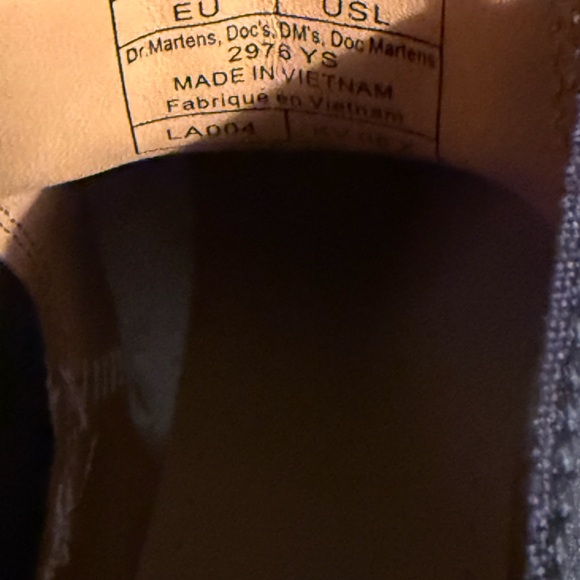 EU USL
Dr.Martens, Doc's, DM's, Doc Martens
2976 YS
MADE IN VIETNAM
Fabriqué en Vietnam
LA004